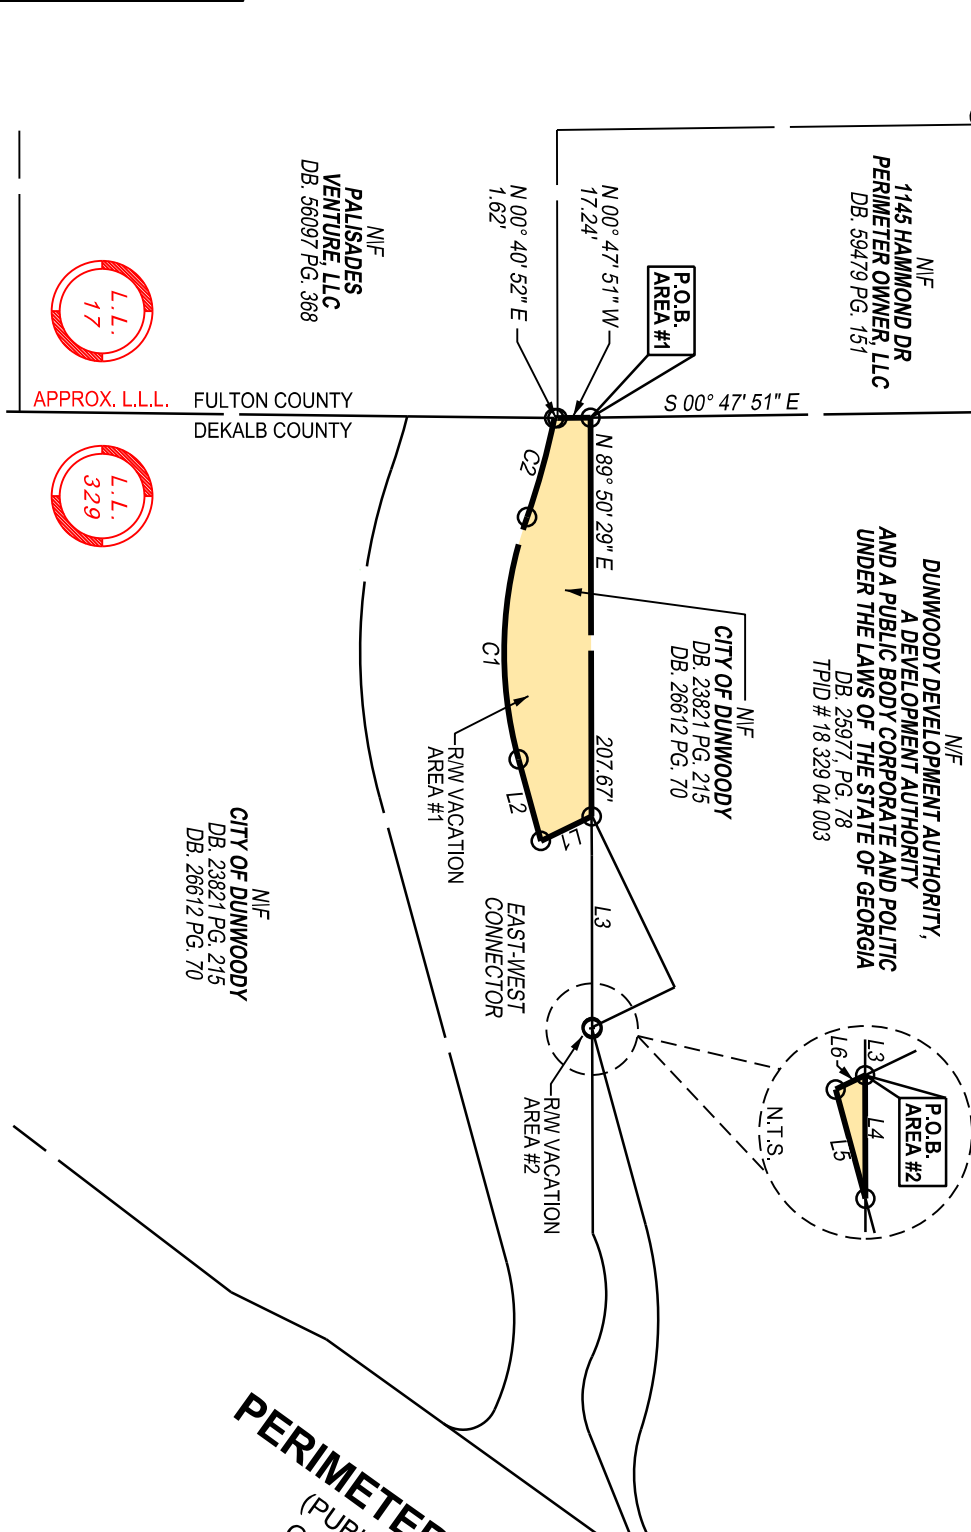 N|F
1145 HAMMOND DR
PERIMETER OWNER, LLC
DB. 59479 PG. 151
N|F
PALISADES
VENTURE, LLC
DB. 56097 PG. 368
N 00° 47' 51" W
17.24'
N 00° 40' 52" E
1.62'
P.O.B.
AREA #1
S 00° 47' 51" E
L.L.
17
APPROX. L.L.L.
FULTON COUNTY
DEKALB COUNTY
L.L.
329
N 89° 50' 29" E
207.67'
C2
C1
L2
L1
L3
N|F
DUNWOODY DEVELOPMENT AUTHORITY,
A DEVELOPMENT AUTHORITY
AND A PUBLIC BODY CORPORATE AND POLITIC
UNDER THE LAWS OF THE STATE OF GEORGIA
DB. 25977, PG. 78
TPID # 18 329 04 003
N|F
CITY OF DUNWOODY
DB. 23821 PG. 215
DB. 26612 PG. 70
R/W VACATION
AREA #1
N|F
CITY OF DUNWOODY
DB. 23821 PG. 215
DB. 26612 PG. 70
EAST-WEST
CONNECTOR
R/W VACATION
AREA #2
L3
L6
L4
L5
P.O.B.
AREA #2
N.T.S.
PERIMETER
(PUBL